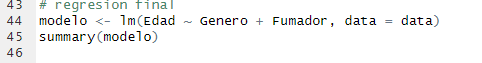 43 # regresion final
44 modelo <- lm(Edad ~ Genero + Fumador, data = data)
45 summary(modelo)
46